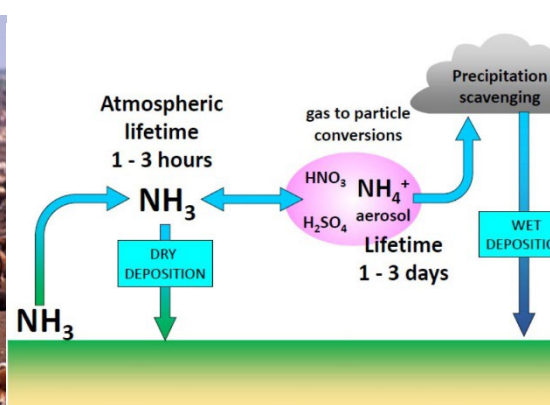 Atmospheric
lifetime
1 - 3 hours
NH₃
DRY
DEPOSITION
NH₃
gas to particle
conversions
HNO₃
NH₄⁺
aerosol
H₂SO₄
Lifetime
1 - 3 days
Precipitation
scavenging
WET
DEPOSITIO